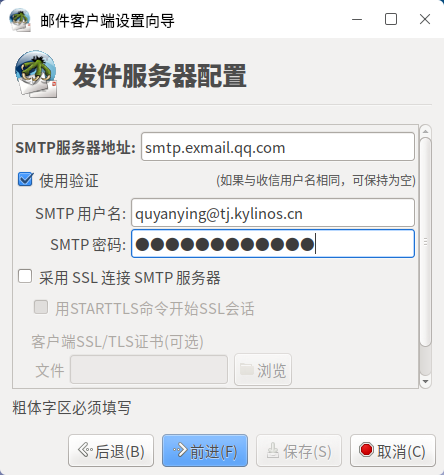 邮件客户端设置向导
发件服务器配置
SMTP服务器地址: smtp.exmail.qq.com
使用验证 (如果与收信用户名相同，可保持为空)
SMTP 用户名: quyanying@tj.kylinos.cn
SMTP 密码: ●●●●●●●●●●●●●
采用 SSL 连接 SMTP 服务器
用STARTTLS命令开始SSL会话
客户端SSL/TLS证书(可选)
文件 浏览
粗体字区必须填写
后退(B) 前进(F) 保存(S) 取消(C)